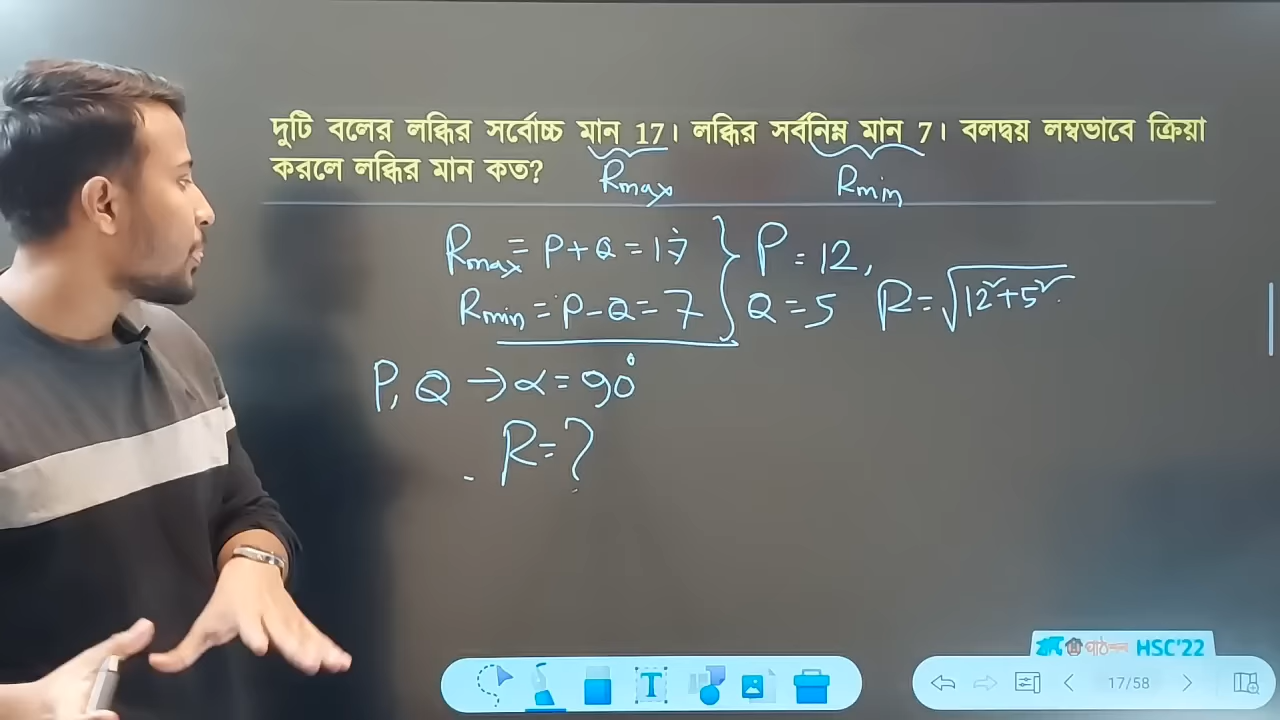 দুটি বলের লব্ধির সর্বোচ্চ মান 17। লব্ধির সর্বনিম্ন মান 7। বলদ্বয় লম্বভাবে ক্রিয়া
করলে লব্ধির মান কত?
Rmax Rmin
Rmax = P+Q = 17 } P = 12,
Rmin = P-Q = 7 } Q = 5 R = √12²+5²
P, Q → α = 90°
R = ?
HSC'22
T
17/58